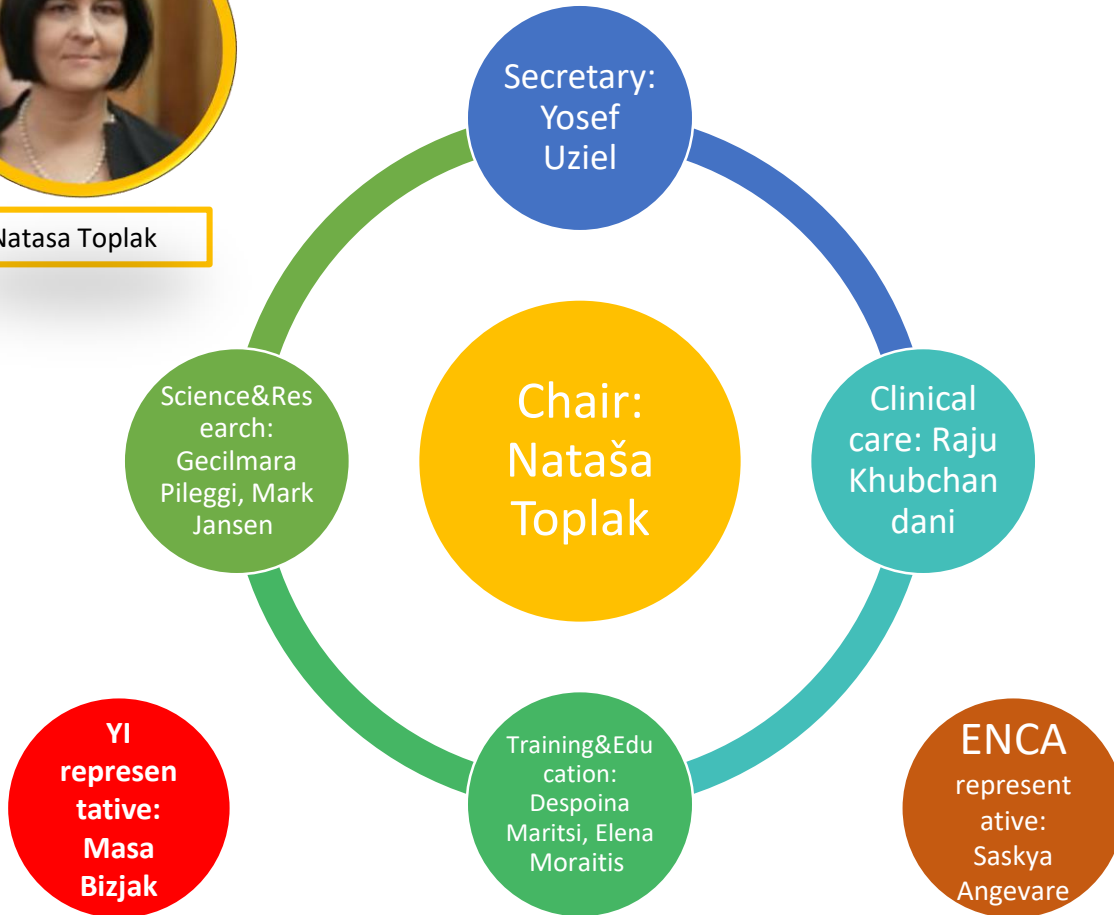 Natasa Toplak
Secretary:
Yosef
Uziel
Science&Res
earch:
Gecilmara
Pileggi, Mark
Jansen
Chair:
Nataša
Toplak
Clinical
care: Raju
Khubchan
dani
YI
represen
tative:
Masa
Bizjak
Training&Edu
cation:
Despoina
Maritsi, Elena
Moraitis
ENCA
represent
ative:
Saskya
Angevare